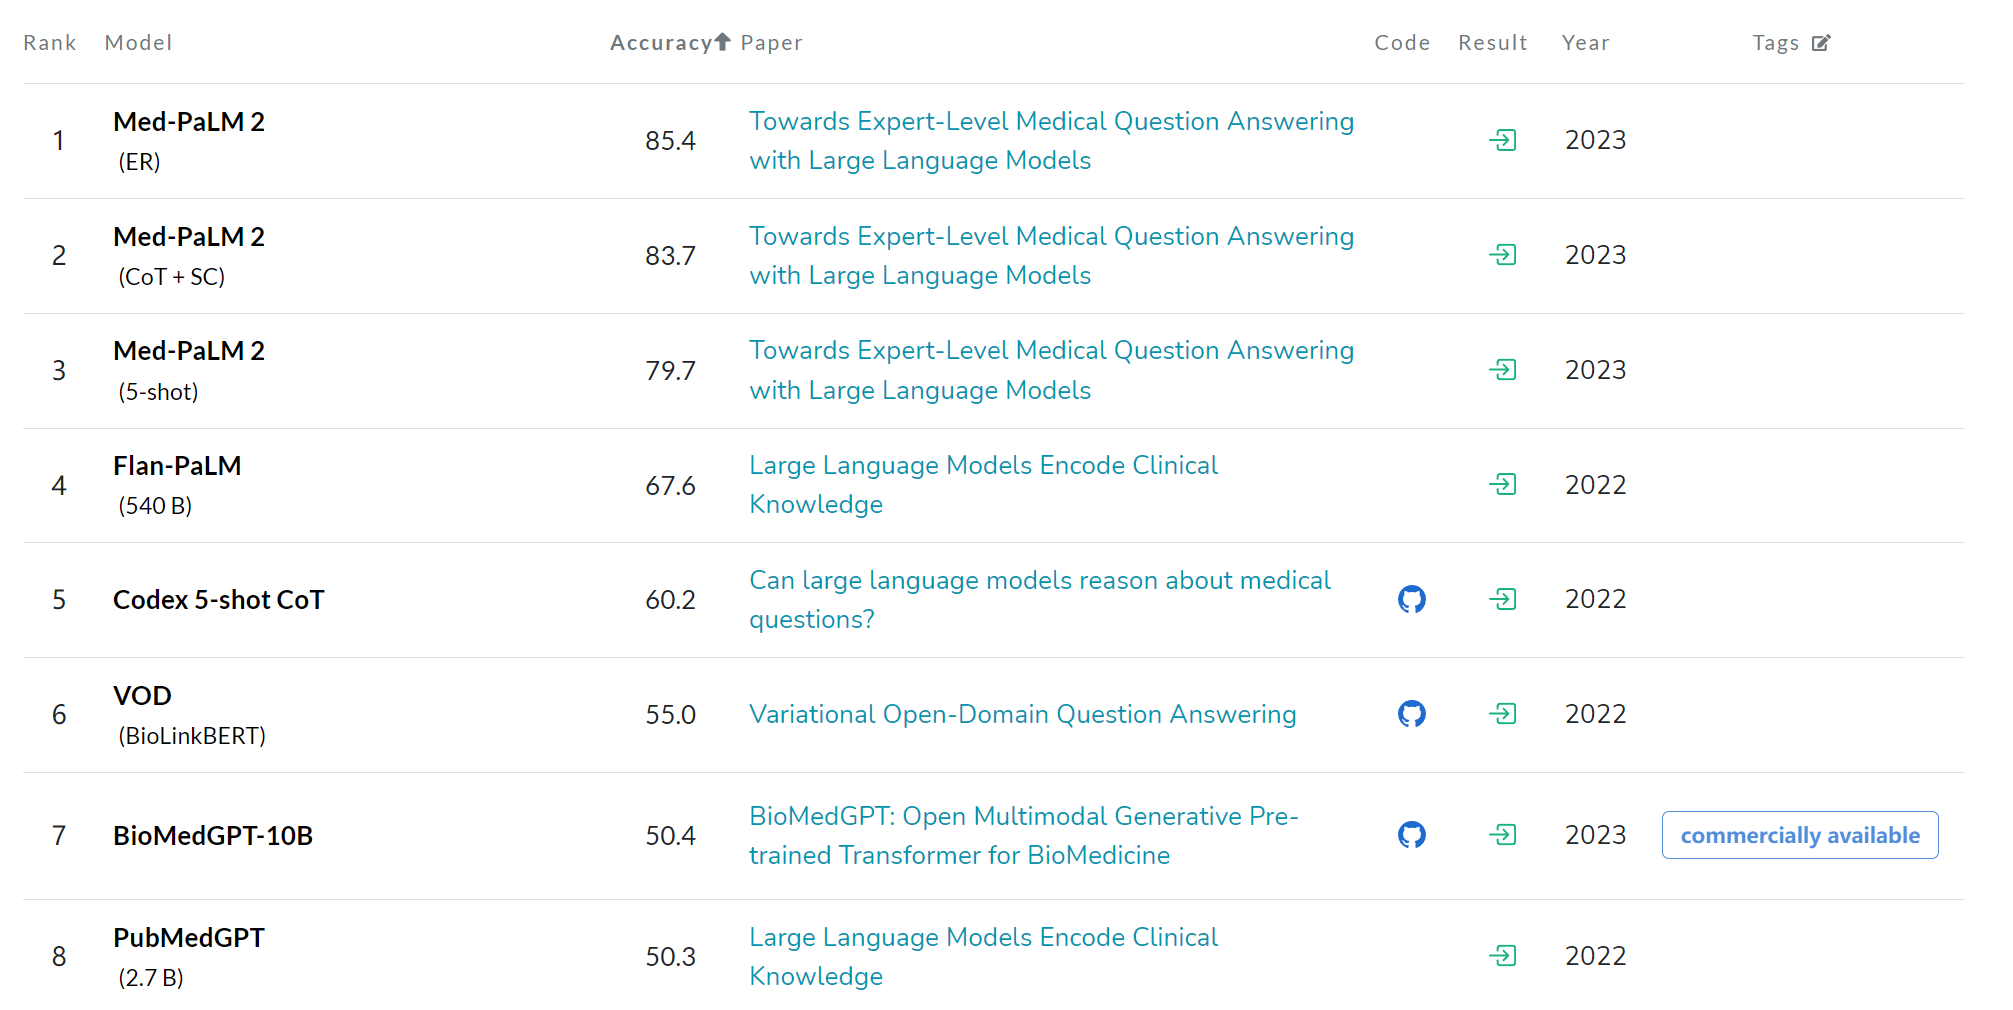 Rank Model Accuracy Paper Code Result Year Tags
1 Med-PaLM 2 (ER) 85.4 Towards Expert-Level Medical Question Answering with Large Language Models 2023
2 Med-PaLM 2 (CoT + SC) 83.7 Towards Expert-Level Medical Question Answering with Large Language Models 2023
3 Med-PaLM 2 (5-shot) 79.7 Towards Expert-Level Medical Question Answering with Large Language Models 2023
4 Flan-PaLM (540 B) 67.6 Large Language Models Encode Clinical Knowledge 2022
5 Codex 5-shot CoT 60.2 Can large language models reason about medical questions? 2022
6 VOD (BioLinkBERT) 55.0 Variational Open-Domain Question Answering 2022
7 BioMedGPT-10B 50.4 BioMedGPT: Open Multimodal Generative Pre-trained Transformer for BioMedicine 2023 commercially available
8 PubMedGPT (2.7 B) 50.3 Large Language Models Encode Clinical Knowledge 2022